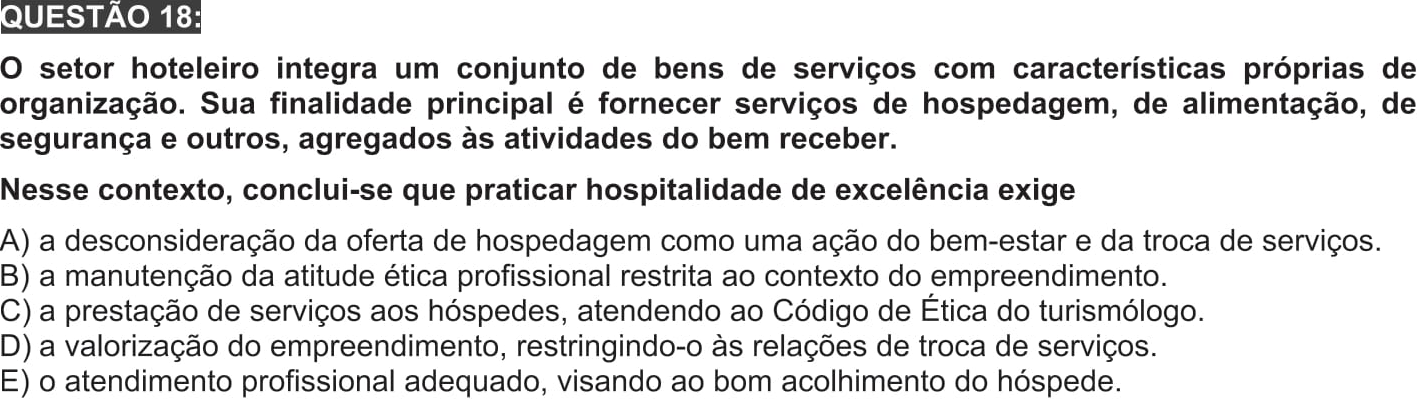 QUESTÃO 18:
O setor hoteleiro integra um conjunto de bens de serviços com características próprias de
organização. Sua finalidade principal é fornecer serviços de hospedagem, de alimentação, de
segurança e outros, agregados às atividades do bem receber.
Nesse contexto, conclui-se que praticar hospitalidade de excelência exige
A) a desconsideração da oferta de hospedagem como uma ação do bem-estar e da troca de serviços.
B) a manutenção da atitude ética profissional restrita ao contexto do empreendimento.
C) a prestação de serviços aos hóspedes, atendendo ao Código de Ética do turismólogo.
D) a valorização do empreendimento, restringindo-o às relações de troca de serviços.
E) o atendimento profissional adequado, visando ao bom acolhimento do hóspede.